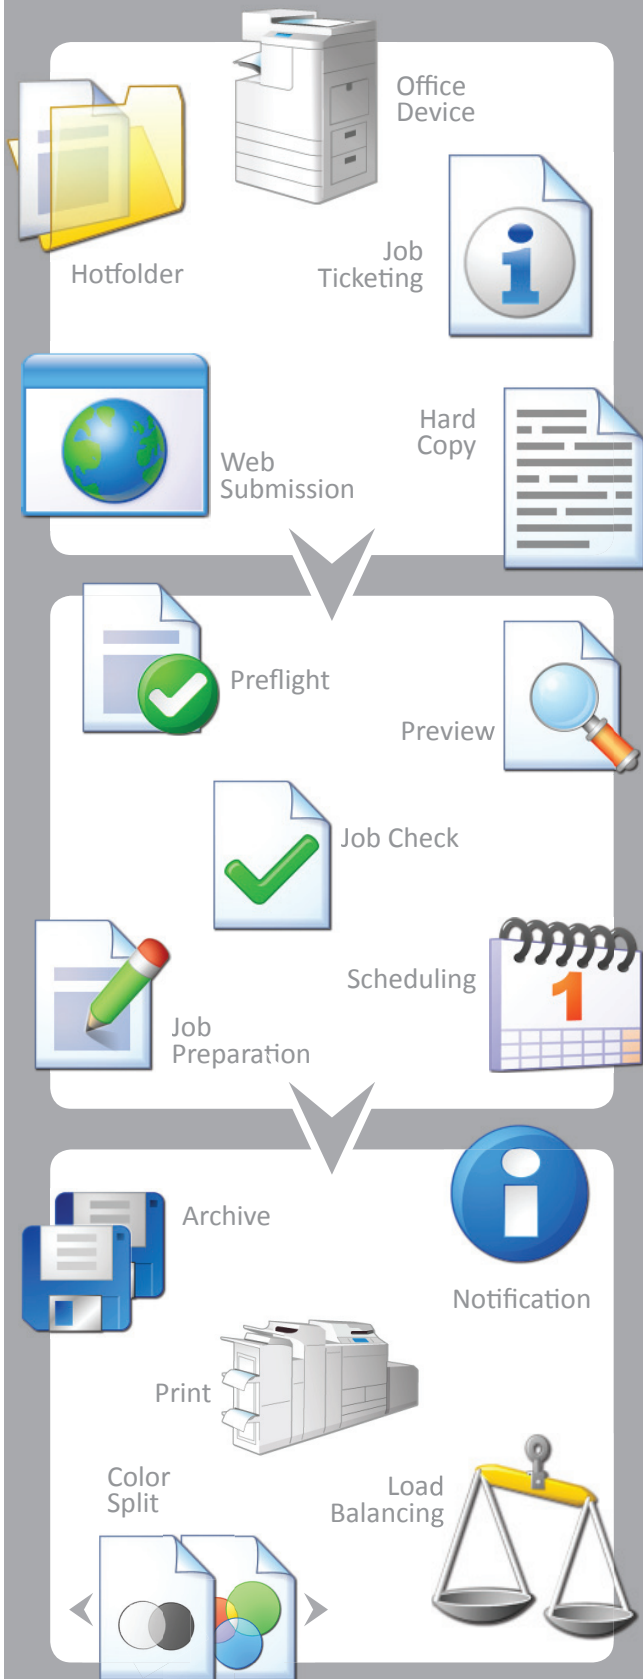 Office
Device
Hotfolder
Job
Ticketing
Hard
Copy
Web
Submission
Preflight
Preview
Job Check
Scheduling
1
Job
Preparation
Archive
Notification
Print
Color
Split
Load
Balancing